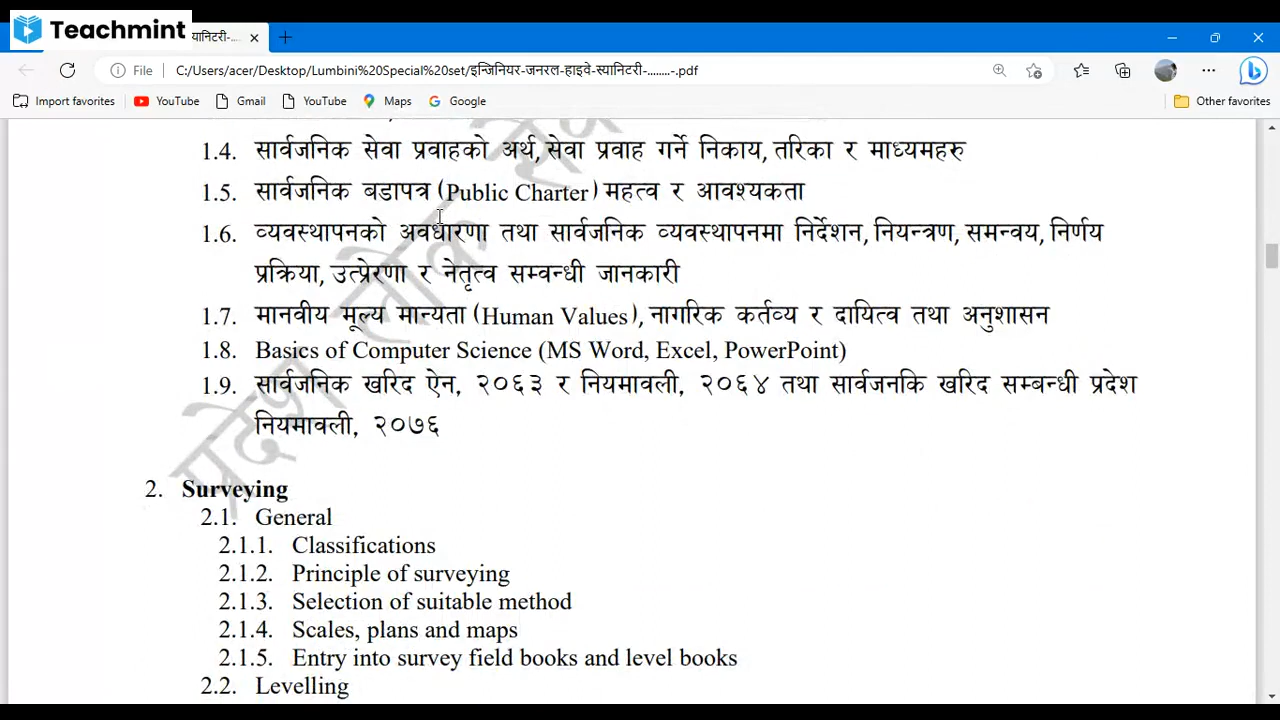 Teachmint
यानिटरी-...
File
C:/Users/acer/Desktop/Lumbini%20Special%20set/इन्जिनियर-जनरल-हाइवे-स्यानिटरी-........-.pdf
Import favorites YouTube Gmail YouTube Maps Google Other favorites
1.4. सार्वजनिक सेवा प्रवाहको अर्थ, सेवा प्रवाह गर्ने निकाय, तरिका र माध्यमहरु
1.5. सार्वजनिक बडापत्र (Public Charter) महत्व र आवश्यकता
1.6. व्यवस्थापनको अवधारणा तथा सार्वजनिक व्यवस्थापनमा निर्देशन, नियन्त्रण, समन्वय, निर्णय
प्रक्रिया, उत्प्रेरणा र नेतृत्व सम्वन्धी जानकारी
1.7. मानवीय मूल्य मान्यता (Human Values), नागरिक कर्तव्य र दायित्व तथा अनुशासन
1.8. Basics of Computer Science (MS Word, Excel, PowerPoint)
1.9. सार्वजनिक खरिद ऐन, २०६३ र नियमावली, २०६४ तथा सार्वजनकि खरिद सम्बन्धी प्रदेश
नियमावली, २०७६
प्रदेश लोक सेव
2. Surveying
2.1. General
2.1.1. Classifications
2.1.2. Principle of surveying
2.1.3. Selection of suitable method
2.1.4. Scales, plans and maps
2.1.5. Entry into survey field books and level books
2.2. Levelling